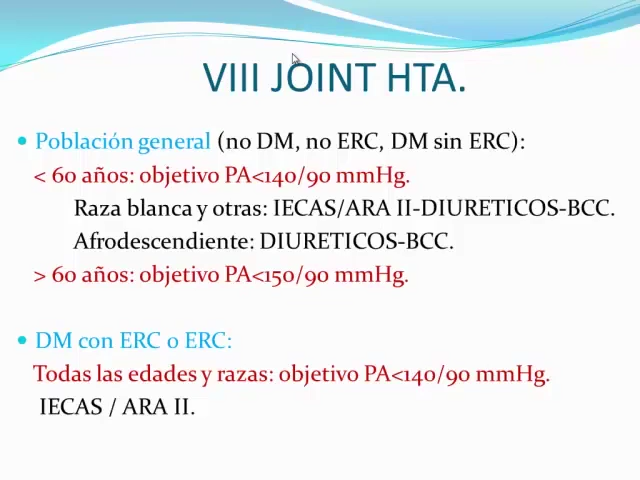 VIII JOINT HTA.
Población general (no DM, no ERC, DM sin ERC):
< 60 años: objetivo PA<140/90 mmHg.
Raza blanca y otras: IECAS/ARA II-DIURETICOS-BCC.
Afrodescendiente: DIURETICOS-BCC.
> 60 años: objetivo PA<150/90 mmHg.
DM con ERC o ERC:
Todas las edades y razas: objetivo PA<140/90 mmHg.
IECAS / ARA II.